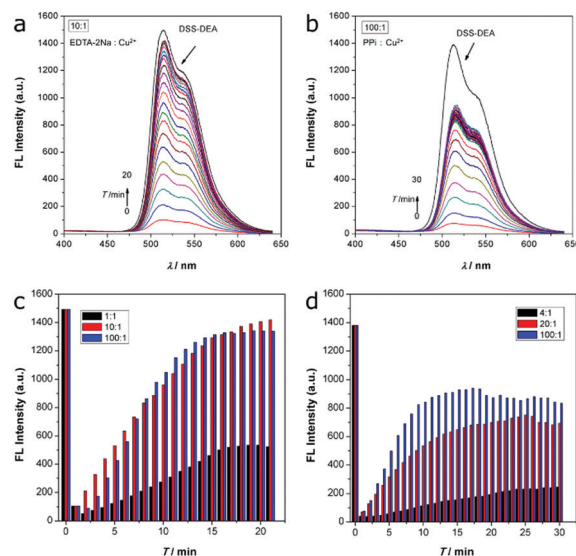 a
10:1
EDTA-2Na : Cu²⁺
DSS-DEA
20
T /min
0
FL Intensity (a.u.)
1600
1400
1200
1000
800
600
400
200
0
400 450 500 550 600 650
λ / nm
b
100:1
PPi : Cu²⁺
DSS-DEA
30
T /min
0
FL Intensity (a.u.)
1600
1400
1200
1000
800
600
400
200
0
400 450 500 550 600 650
λ / nm
c
1:1
10:1
100:1
FL Intensity (a.u.)
1600
1400
1200
1000
800
600
400
200
0
0 5 10 15 20
T / min
d
4:1
20:1
100:1
FL Intensity (a.u.)
1600
1400
1200
1000
800
600
400
200
0
0 5 10 15 20 25 30
T / min